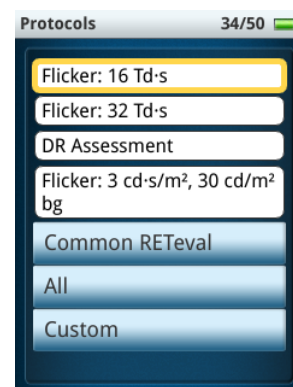 Protocols 34/50
Flicker: 16 Td·s
Flicker: 32 Td·s
DR Assessment
Flicker: 3 cd·s/m², 30 cd/m²
bg
Common RETeval
All
Custom